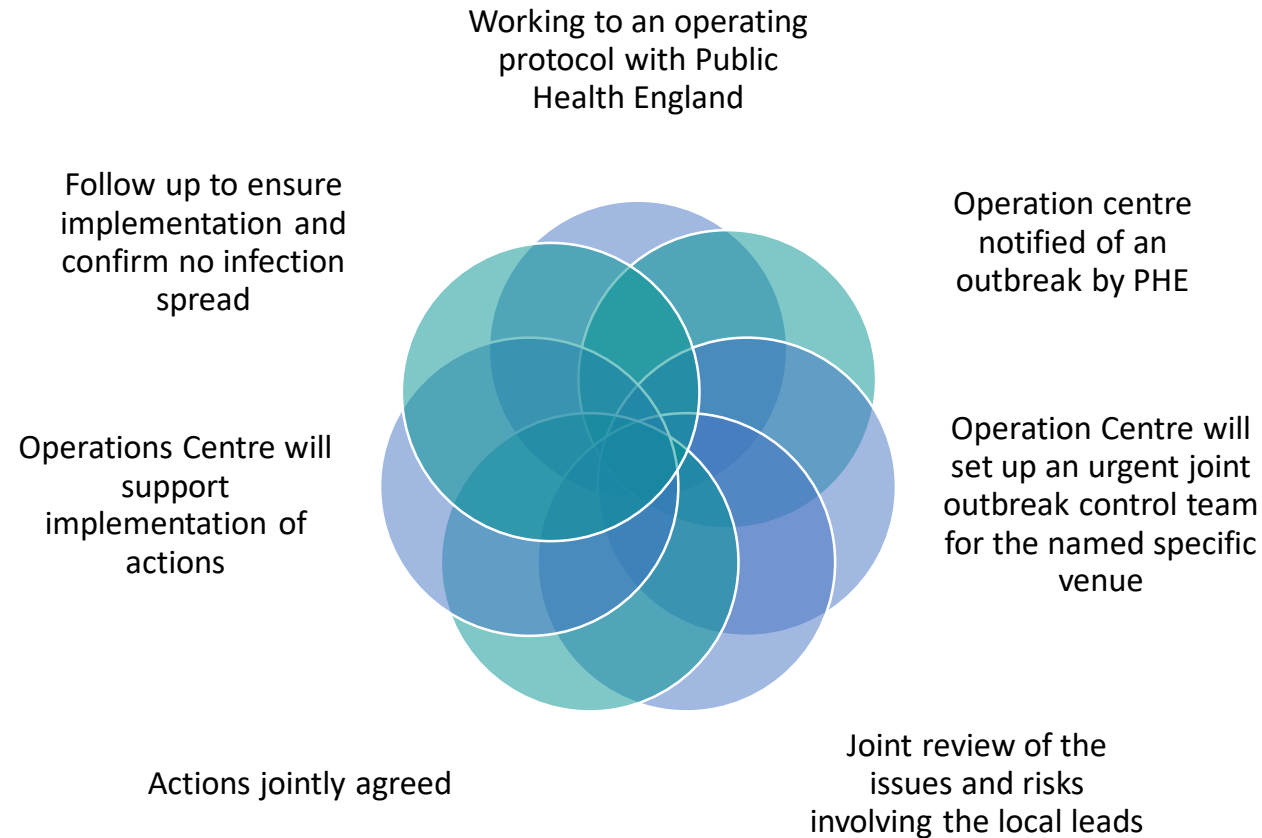 Working to an operating
protocol with Public
Health England
Operation centre
notified of an
outbreak by PHE
Operation Centre will
set up an urgent joint
outbreak control team
for the named specific
venue
Joint review of the
issues and risks
involving the local leads
Actions jointly agreed
Operations Centre will
support
implementation of
actions
Follow up to ensure
implementation and
confirm no infection
spread